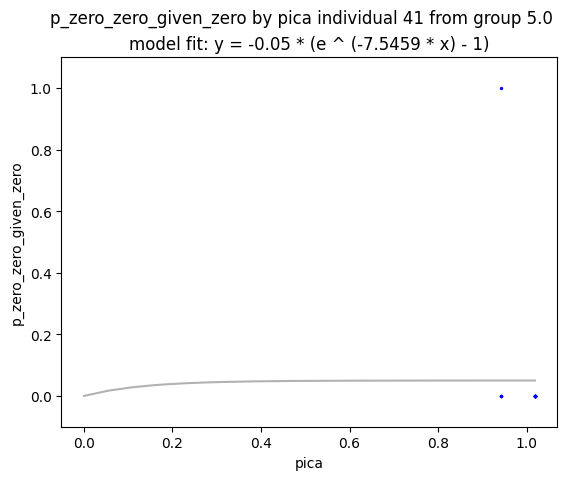 p_zero_zero_given_zero by pica individual 41 from group 5.0
model fit: y = -0.05 * (e ^ (-7.5459 * x) - 1)
p_zero_zero_given_zero
1.0
0.8
0.6
0.4
0.2
0.0
0.0 0.2 0.4 0.6 0.8 1.0
pica